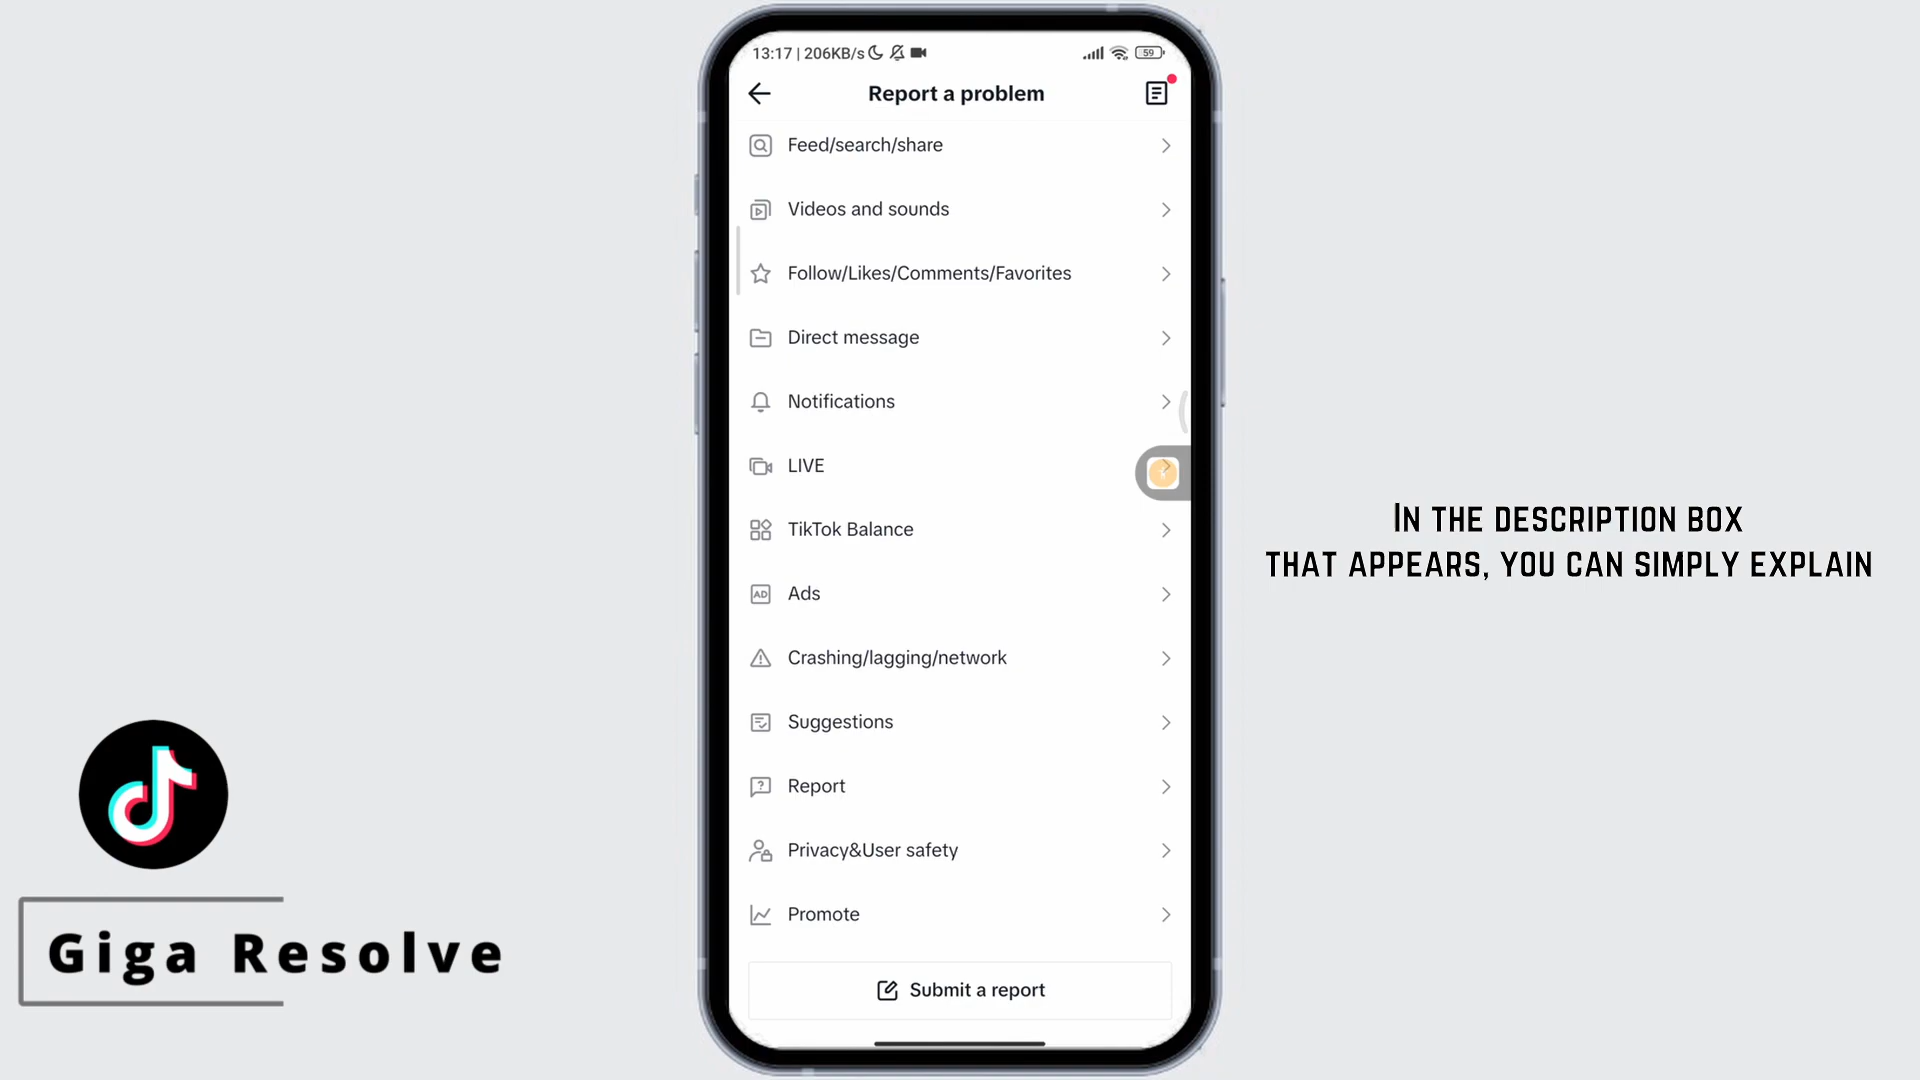 13:17 | 206KB/s
59
Report a problem
Feed/search/share
Videos and sounds
Follow/Likes/Comments/Favorites
Direct message
Notifications
LIVE
TikTok Balance
AD
Ads
Crashing/lagging/network
Suggestions
Report
Privacy&User safety
Promote
Submit a report
In the description box
that appears, you can simply explain
Giga Resolve